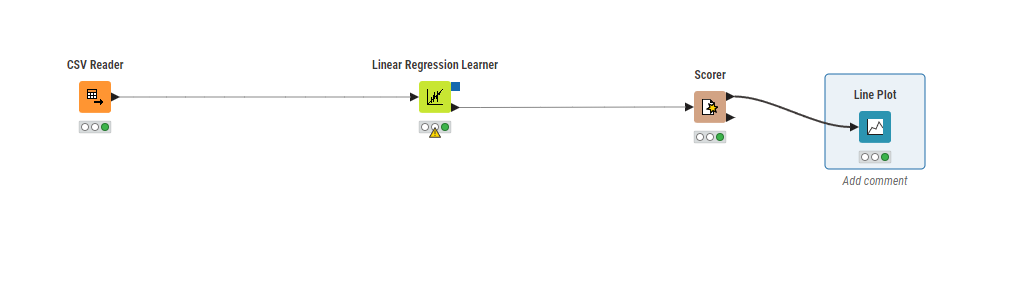 CSV Reader
Linear Regression Learner
Scorer
Line Plot
Add comment